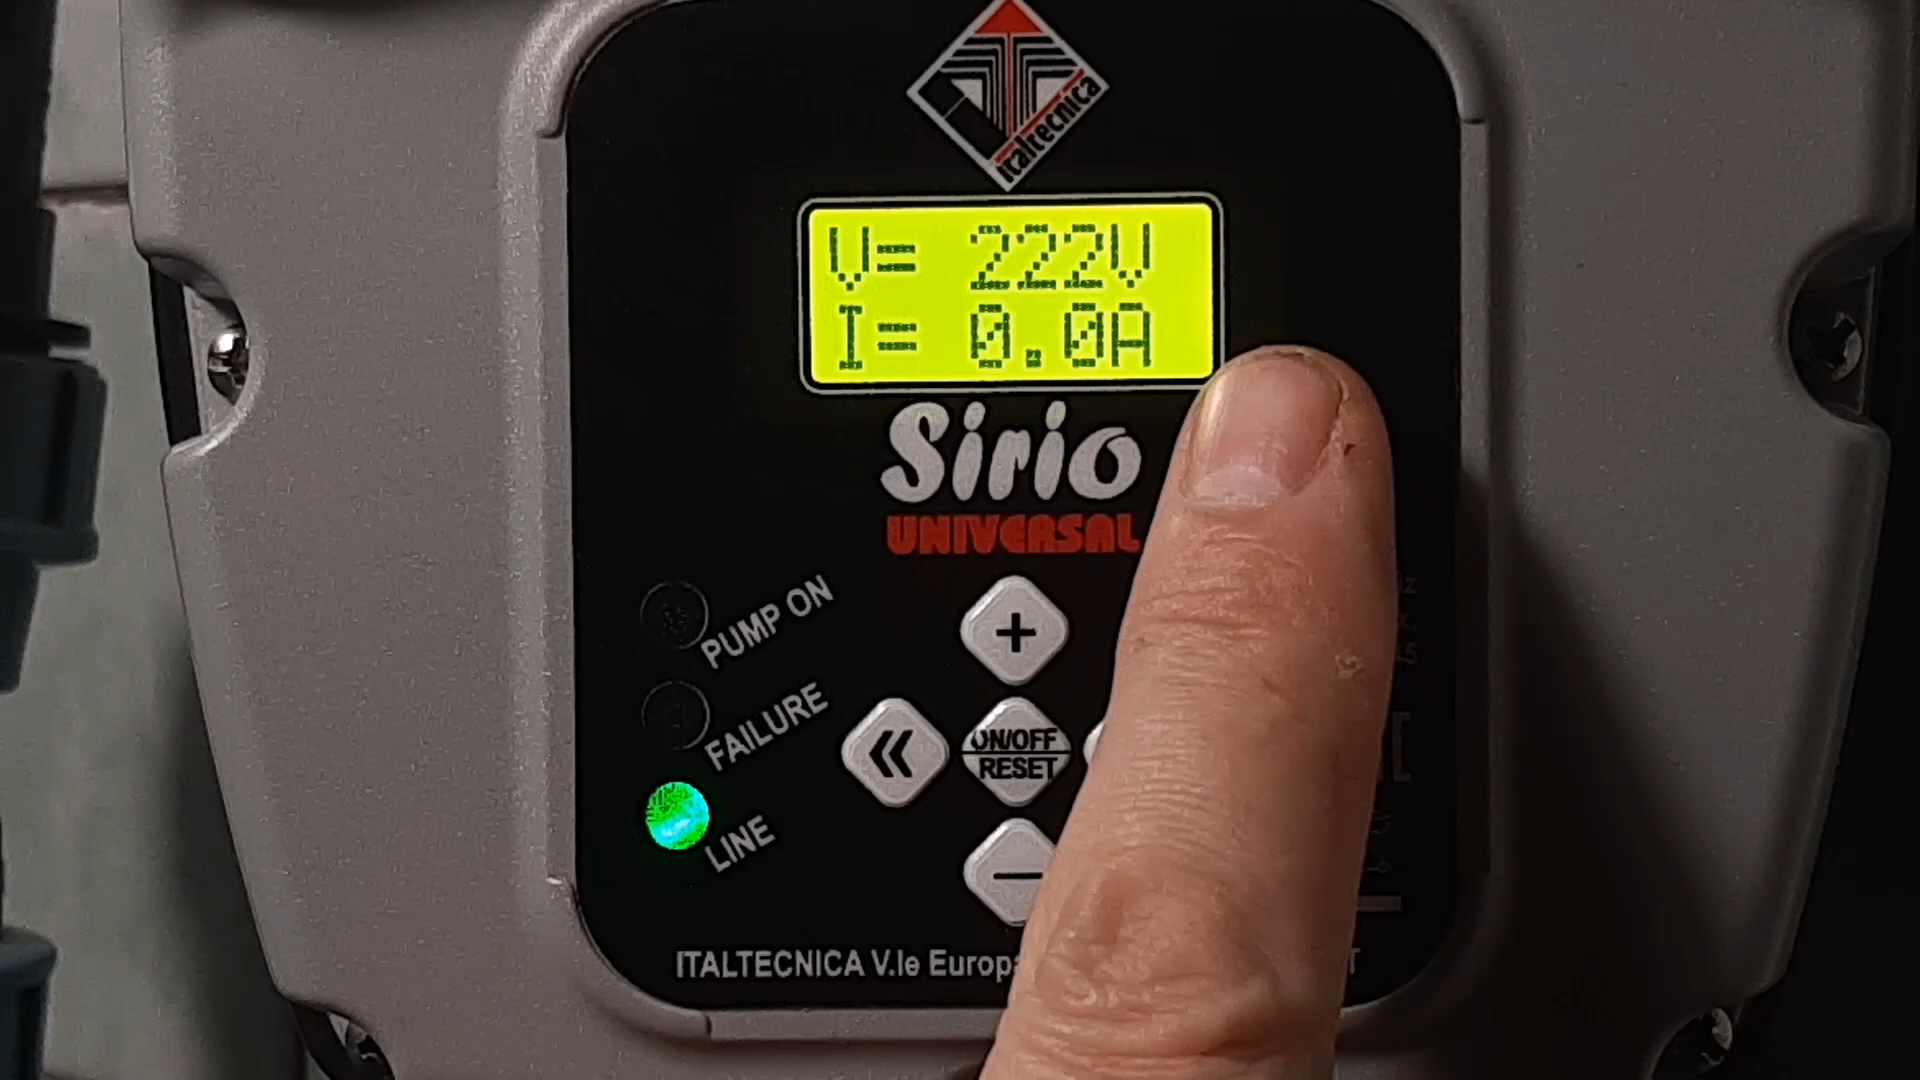 italtecnica
V= 222V
I= 0.0A
Sirio
UNIVERSAL
PUMP ON
+
FAILURE
«
ON/OFF
RESET
LINE
−
ITALTECNICA V.le Europa